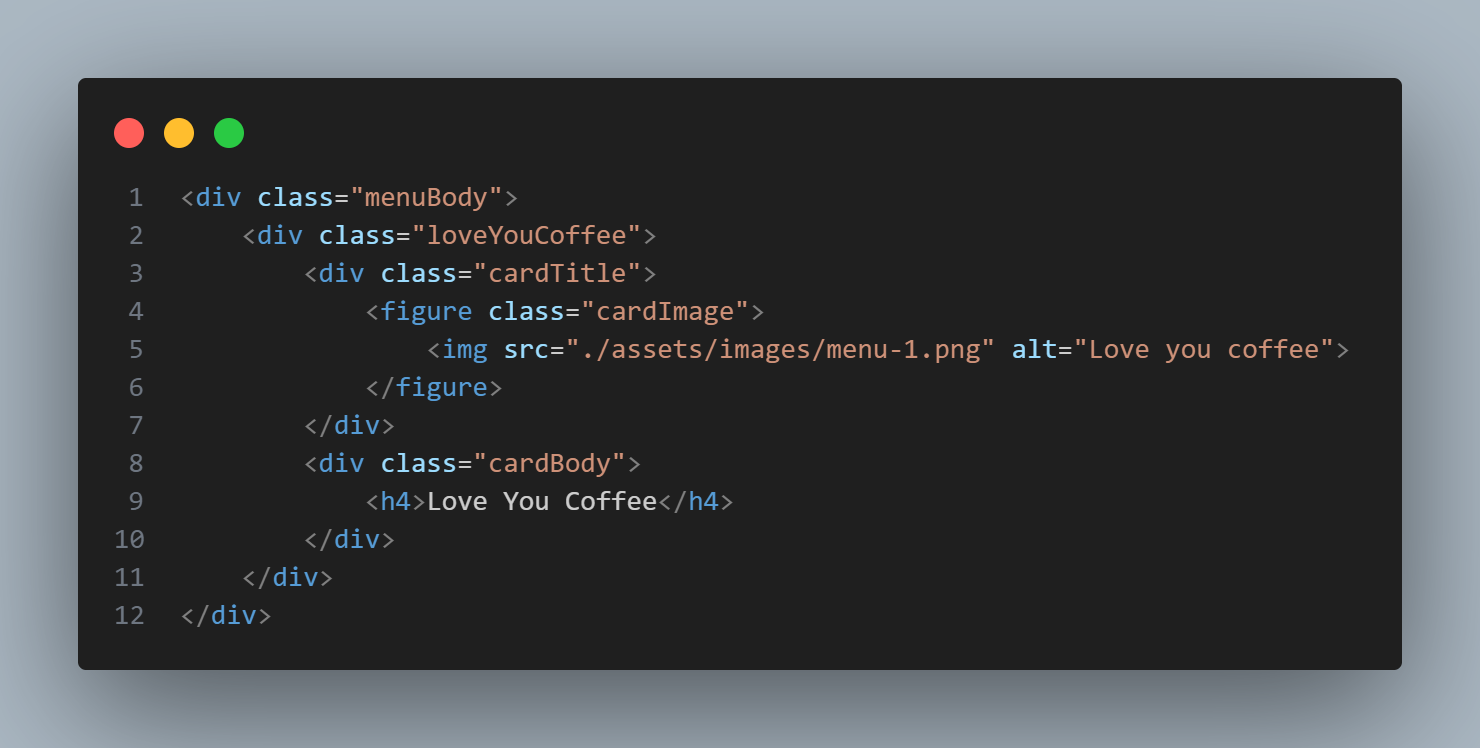 1 <div class="menuBody">
2     <div class="loveYouCoffee">
3         <div class="cardTitle">
4             <figure class="cardImage">
5                 <img src="./assets/images/menu-1.png" alt="Love you coffee">
6             </figure>
7         </div>
8         <div class="cardBody">
9             <h4>Love You Coffee</h4>
10         </div>
11     </div>
12 </div>